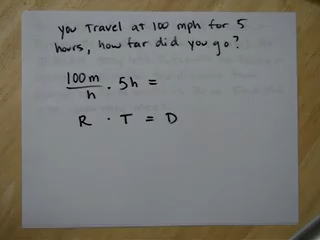 you travel at 100 mph for 5
hours, how far did you go?
100m/h · 5h =
R · T = D